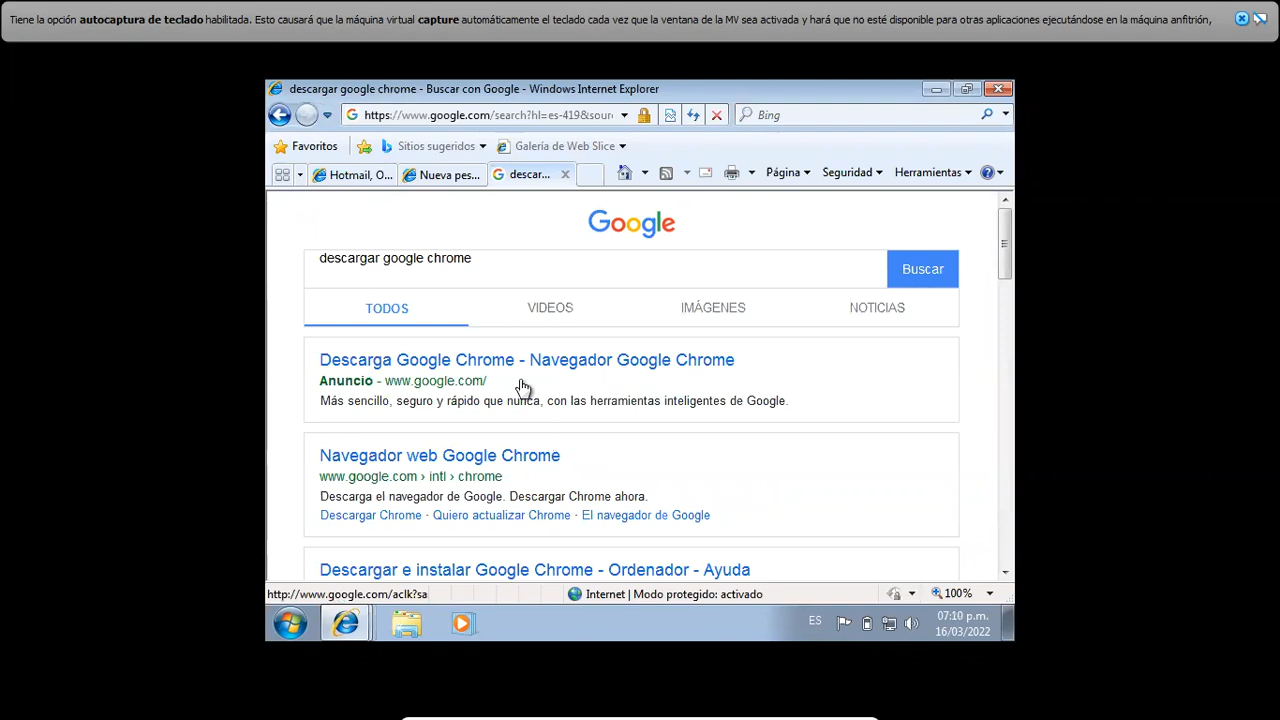 Tiene la opción autocaptura de teclado habilitada. Esto causará que la máquina virtual capture automáticamente el teclado cada vez que la ventana de la MV sea activada y hará que no esté disponible para otras aplicaciones ejecutándose en la máquina anfitrión,
descargar google chrome - Buscar con Google - Windows Internet Explorer
https://www.google.com/search?hl=es-419&sour
Bing
Favoritos
Sitios sugeridos
Galería de Web Slice
Hotmail, O...
Nueva pes...
descar...
Página
Seguridad
Herramientas
Google
descargar google chrome
Buscar
TODOS
VIDEOS
IMÁGENES
NOTICIAS
Descarga Google Chrome - Navegador Google Chrome
Anuncio - www.google.com/
Más sencillo, seguro y rápido que nunca, con las herramientas inteligentes de Google.
Navegador web Google Chrome
www.google.com › intl › chrome
Descarga el navegador de Google. Descargar Chrome ahora.
Descargar Chrome · Quiero actualizar Chrome · El navegador de Google
Descargar e instalar Google Chrome - Ordenador - Ayuda
http://www.google.com/aclk?sa
Internet | Modo protegido: activado
100%
ES
07:10 p.m.
16/03/2022